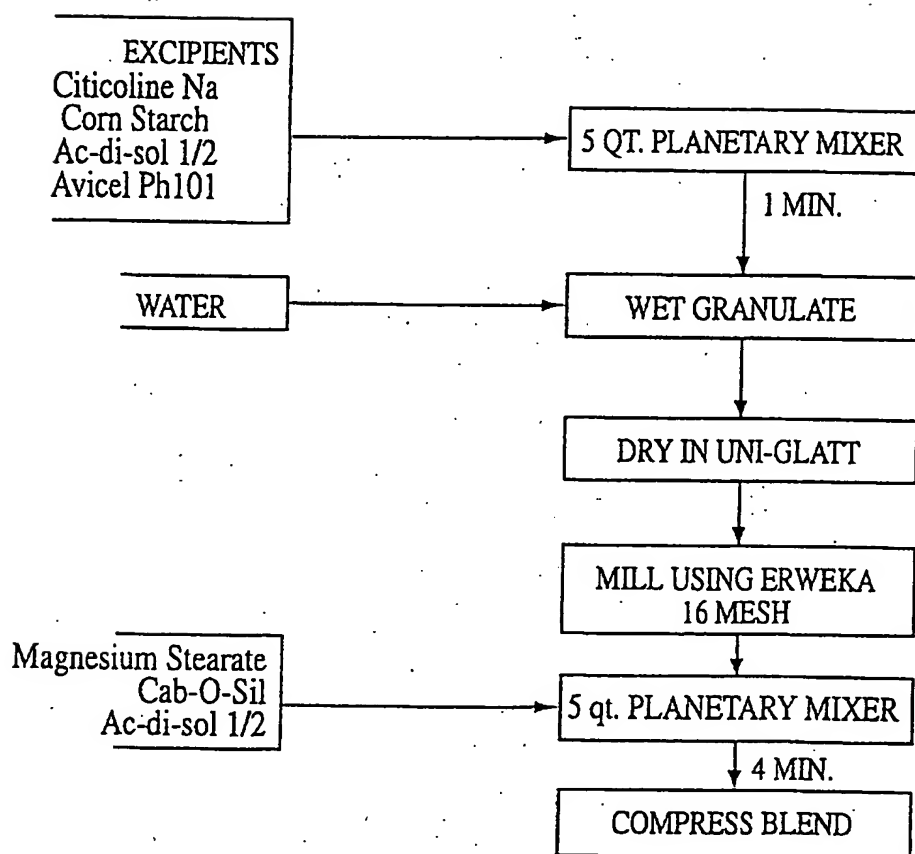 EXCIPIENTS
Citicoline Na
Corn Starch
Ac-di-sol 1/2
Avicel Ph101
5 QT. PLANETARY MIXER
1 MIN.
WATER
WET GRANULATE
DRY IN UNI-GLATT
MILL USING ERWEKA
16 MESH
Magnesium Stearate
Cab-O-Sil
Ac-di-sol 1/2
5 qt. PLANETARY MIXER
4 MIN.
COMPRESS BLEND